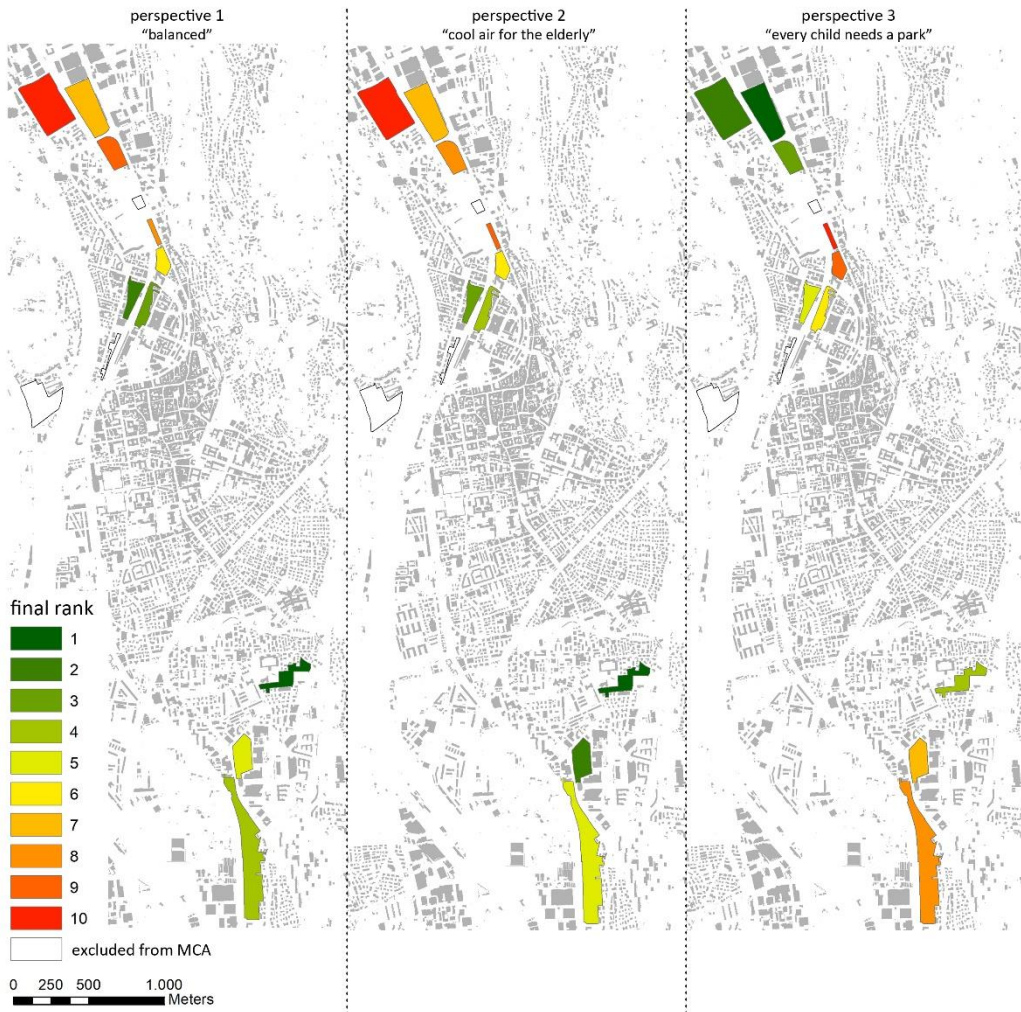 perspective 1
“balanced”
perspective 2
“cool air for the elderly”
perspective 3
“every child needs a park”
final rank
1
2
3
4
5
6
7
8
9
10
excluded from MCA
0 250 500 1.000
Meters